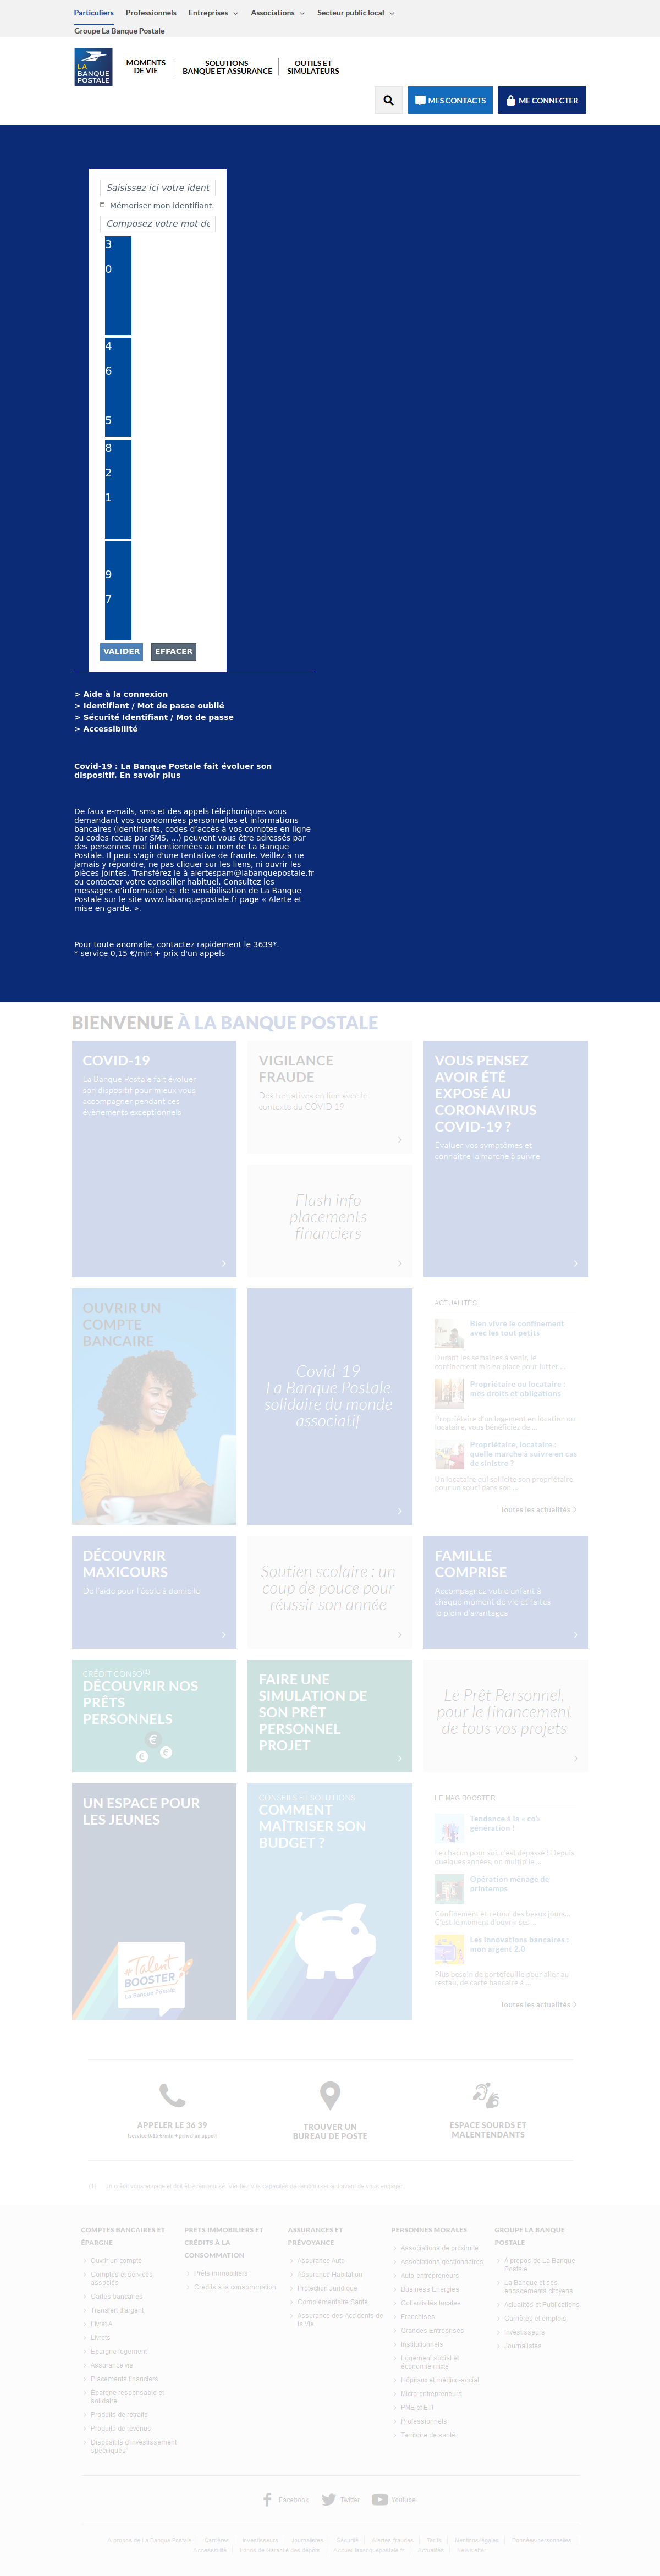 Particuliers Professionnels Entreprises Associations Secteur public local
Groupe La Banque Postale
LA
BANQUE
POSTALE
MOMENTS
DE VIE
SOLUTIONS
BANQUE ET ASSURANCE
OUTILS ET
SIMULATEURS
MES CONTACTS
ME CONNECTER
Saisissez ici votre ident
Mémoriser mon identifiant.
Composez votre mot de
3
0
4
6
5
8
2
1
9
7
VALIDER EFFACER
> Aide à la connexion
> Identifiant / Mot de passe oublié
> Sécurité Identifiant / Mot de passe
> Accessibilité
Covid-19 : La Banque Postale fait évoluer son
dispositif. En savoir plus
De faux e-mails, sms et des appels téléphoniques vous
demandant vos coordonnées personnelles et informations
bancaires (identifiants, codes d’accès à vos comptes en ligne
ou codes reçus par SMS, ...) peuvent vous être adressés par
des personnes mal intentionnées au nom de La Banque
Postale. Il peut s'agir d'une tentative de fraude. Veillez à ne
jamais y répondre, ne pas cliquer sur les liens, ni ouvrir les
pièces jointes. Transférez le à alertespam@labanquepostale.fr
ou contacter votre conseiller habituel. Consultez les
messages d’information et de sensibilisation de La Banque
Postale sur le site www.labanquepostale.fr page « Alerte et
mise en garde. ».
Pour toute anomalie, contactez rapidement le 3639*.
* service 0,15 €/min + prix d'un appels
BIENVENUE À LA BANQUE POSTALE
COVID-19
La Banque Postale fait évoluer
son dispositif pour mieux vous
accompagner pendant ces
événements exceptionnels
VIGILANCE
FRAUDE
Des tentatives en lien avec le
contexte du COVID 19
Flash info
placements
financiers
VOUS PENSEZ
AVOIR ÉTÉ
EXPOSÉ AU
CORONAVIRUS
COVID-19 ?
Evaluer vos symptômes et
connaître la marche à suivre
OUVRIR UN
COMPTE
BANCAIRE
Covid-19
La Banque Postale
solidaire du monde
associatif
ACTUALITÉS
Bien vivre le confinement
avec les tout petits
Durant les semaines à venir, le
confinement mis en place pour lutter ...
Propriétaire ou locataire :
mes droits et obligations
Propriétaire d'un logement en location ou
locataire, vous bénéficiez de ...
Propriétaire, locataire :
quelle marche à suivre en cas
de sinistre ?
Un locataire qui sollicite son propriétaire
pour un souci dans son ...
Toutes les actualités
DÉCOUVRIR
MAXICOURS
De l'aide pour l'école à domicile
Soutien scolaire : un
coup de pouce pour
réussir son année
FAMILLE
COMPRISE
Accompagnez votre enfant à
chaque moment de vie et faites
le plein d'avantages
CRÉDIT CONSO(1)
DÉCOUVRIR NOS
PRÊTS
PERSONNELS
FAIRE UNE
SIMULATION DE
SON PRÊT
PERSONNEL
PROJET
Le Prêt Personnel,
pour le financement
de tous vos projets
UN ESPACE POUR
LES JEUNES
#Talent
BOOSTER
La Banque Postale
CONSEILS ET SOLUTIONS
COMMENT
MAÎTRISER SON
BUDGET ?
LE MAG BOOSTER
Tendance à la « co'»
génération !
Le chacun pour soi, c'est dépassé ! Depuis
quelques années, on multiplie ...
Opération ménage de
printemps
Confinement et retour des beaux jours...
C'est le moment d'ouvrir ses ...
Les innovations bancaires :
mon argent 2.0
Plus besoin de portefeuille pour aller au
restau, de carte bancaire à ...
Toutes les actualités
APPELER LE 36 39
(service 0,15 €/min + prix d'un appel)
TROUVER UN
BUREAU DE POSTE
ESPACE SOURDS ET
MALENTENDANTS
(1) Un crédit vous engage et doit être remboursé. Vérifiez vos capacités de remboursement avant de vous engager.
COMPTES BANCAIRES ET
ÉPARGNE
Ouvrir un compte
Comptes et services
associés
Cartes bancaires
Transfert d'argent
Livret A
Livrets
Epargne logement
Assurance vie
Placements financiers
Epargne responsable et
solidaire
Produits de retraite
Produits de revenus
Dispositifs d'investissement
spécifiques
PRÊTS IMMOBILIERS ET
CRÉDITS À LA
CONSOMMATION
Prêts immobiliers
Crédits à la consommation
ASSURANCES ET
PRÉVOYANCE
Assurance Auto
Assurance Habitation
Protection Juridique
Complémentaire Santé
Assurance des Accidents de
la Vie
PERSONNES MORALES
Associations de proximité
Associations gestionnaires
Auto-entrepreneurs
Business Energies
Collectivités locales
Franchises
Grandes Entreprises
Institutionnels
Logement social et
économie mixte
Hôpitaux et médico-social
Micro-entrepreneurs
PME et ETI
Professionnels
Territoire de santé
GROUPE LA BANQUE
POSTALE
A propos de La Banque
Postale
La Banque et ses
engagements citoyens
Actualités et Publications
Carrières et emplois
Investisseurs
Journalistes
Facebook Twitter Youtube
A propos de La Banque Postale Carrières Investisseurs Journalistes Sécurité Alertes Fraudes Tarifs Mentions légales Données personnelles
Accessibilité Fonds de Garantie des dépôts Accueil labanquepostale.fr Actualités Newsletter